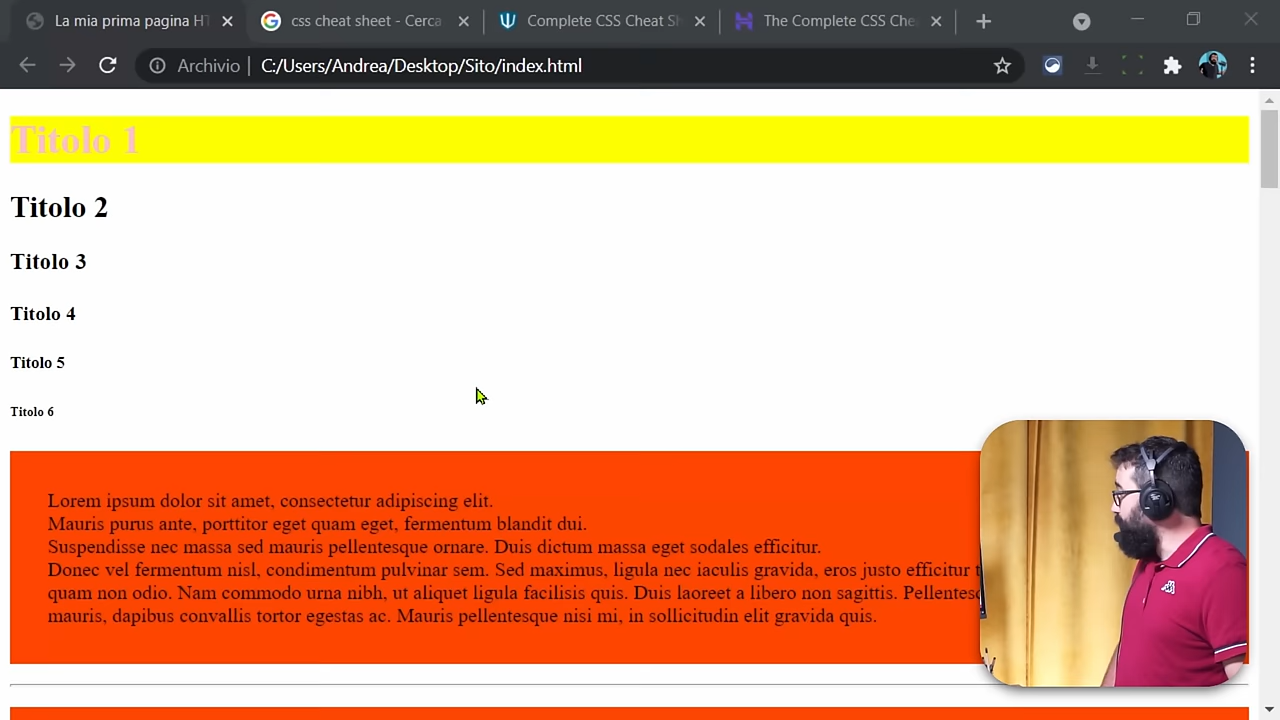 La mia prima pagina HT
css cheat sheet - Cerca
Complete CSS Cheat Sh
The Complete CSS Che
Archivio
C:/Users/Andrea/Desktop/Sito/index.html
Titolo 1
Titolo 2
Titolo 3
Titolo 4
Titolo 5
Titolo 6
Lorem ipsum dolor sit amet, consectetur adipiscing elit.
Mauris purus ante, porttitor eget quam eget, fermentum blandit dui.
Suspendisse nec massa sed mauris pellentesque ornare. Duis dictum massa eget sodales efficitur.
Donec vel fermentum nisl, condimentum pulvinar sem. Sed maximus, ligula nec iaculis gravida, eros justo efficitur
quam non odio. Nam commodo urna nibh, ut aliquet ligula facilisis quis. Duis laoreet a libero non sagittis. Pellentes
mauris, dapibus convallis tortor egestas ac. Mauris pellentesque nisi mi, in sollicitudin elit gravida quis.